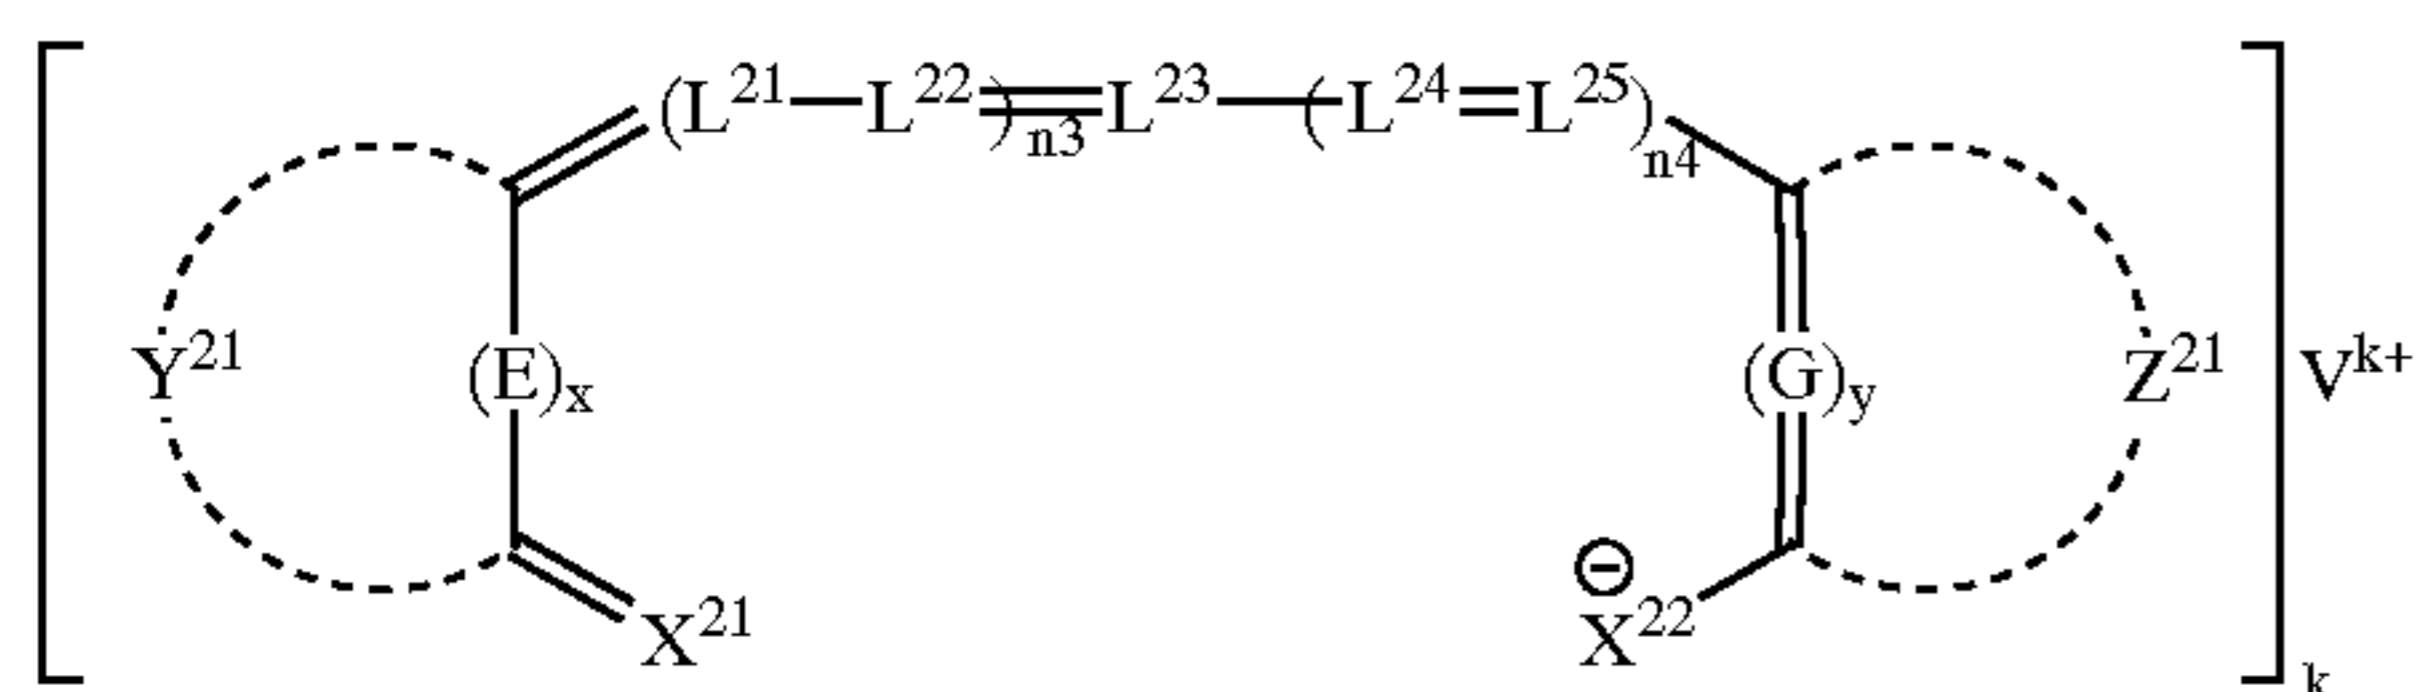 (L²¹—L²²)n3=L²³—(L²⁴=L²⁵)n4
Y²¹ (E)x (G)y Z²¹ Vᵏ⁺
⊖
X²¹ X²² k